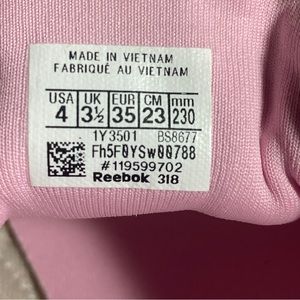 MADE IN VIETNAM
FABRIQUÉ AU VIETNAM
USA UK EUR CM mm
4 3½ 35 23 230
1Y3501 BS8677
Fh5F0YSw00788
#119599702
Reebok 318